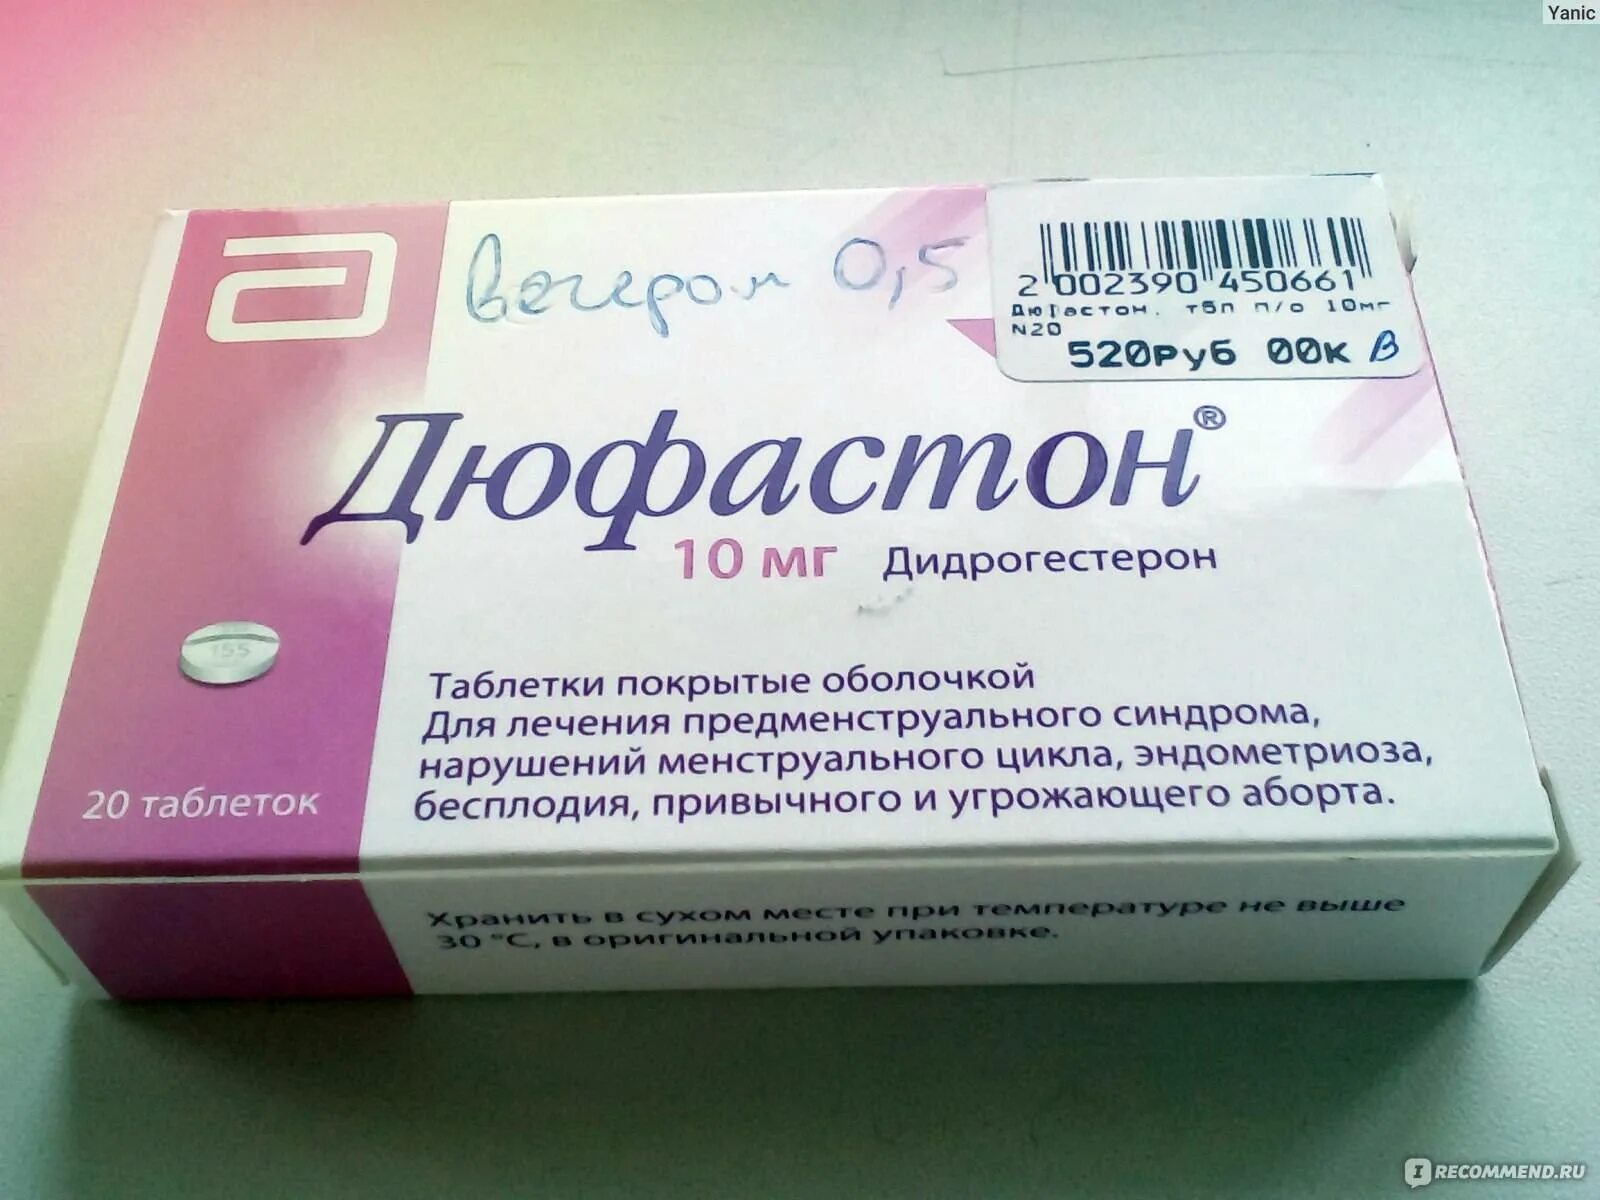 Yanic
вечером 0,5
2 002390 450661
Дюфастон. тбп п/о 10мг
N20
520руб 00к В
Дюфастон®
10 мг Дидрогестерон
155
Таблетки покрытые оболочкой
Для лечения предменструального синдрома,
нарушений менструального цикла, эндометриоза,
бесплодия, привычного и угрожающего аборта.
20 таблеток
Хранить в сухом месте при температуре не выше
30 °С, в оригинальной упаковке.
IRECOMMEND.RU